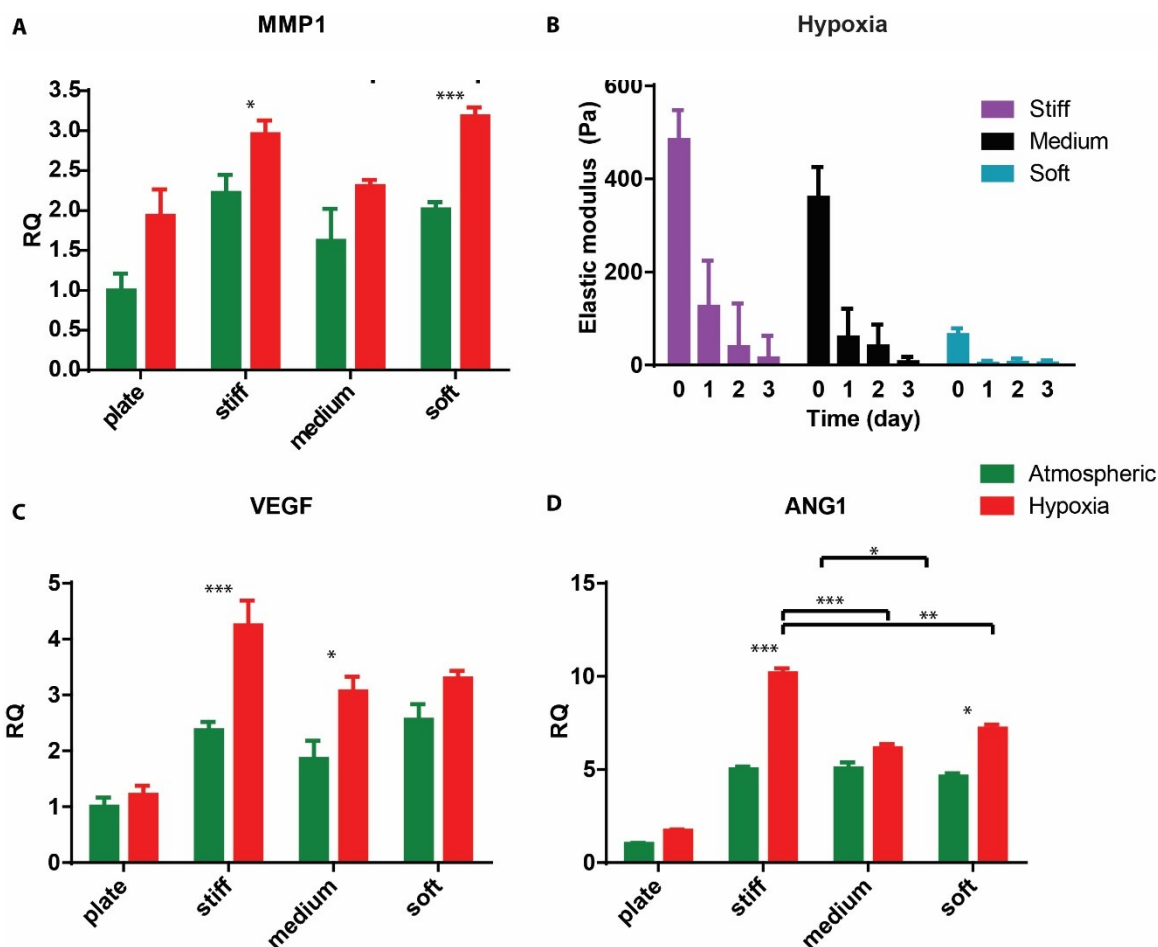 A
MMP1
RQ
3.5
3.0
2.5
2.0
1.5
1.0
0.5
0.0
*
***
plate
stiff
medium
soft
B
Hypoxia
Elastic modulus (Pa)
600
400
200
0
Stiff
Medium
Soft
0 1 2 3 0 1 2 3 0 1 2 3
Time (day)
Atmospheric
Hypoxia
C
VEGF
RQ
5
4
3
2
1
0
***
*
plate
stiff
medium
soft
D
ANG1
RQ
15
10
5
0
*
***
**
***
*
plate
stiff
medium
soft